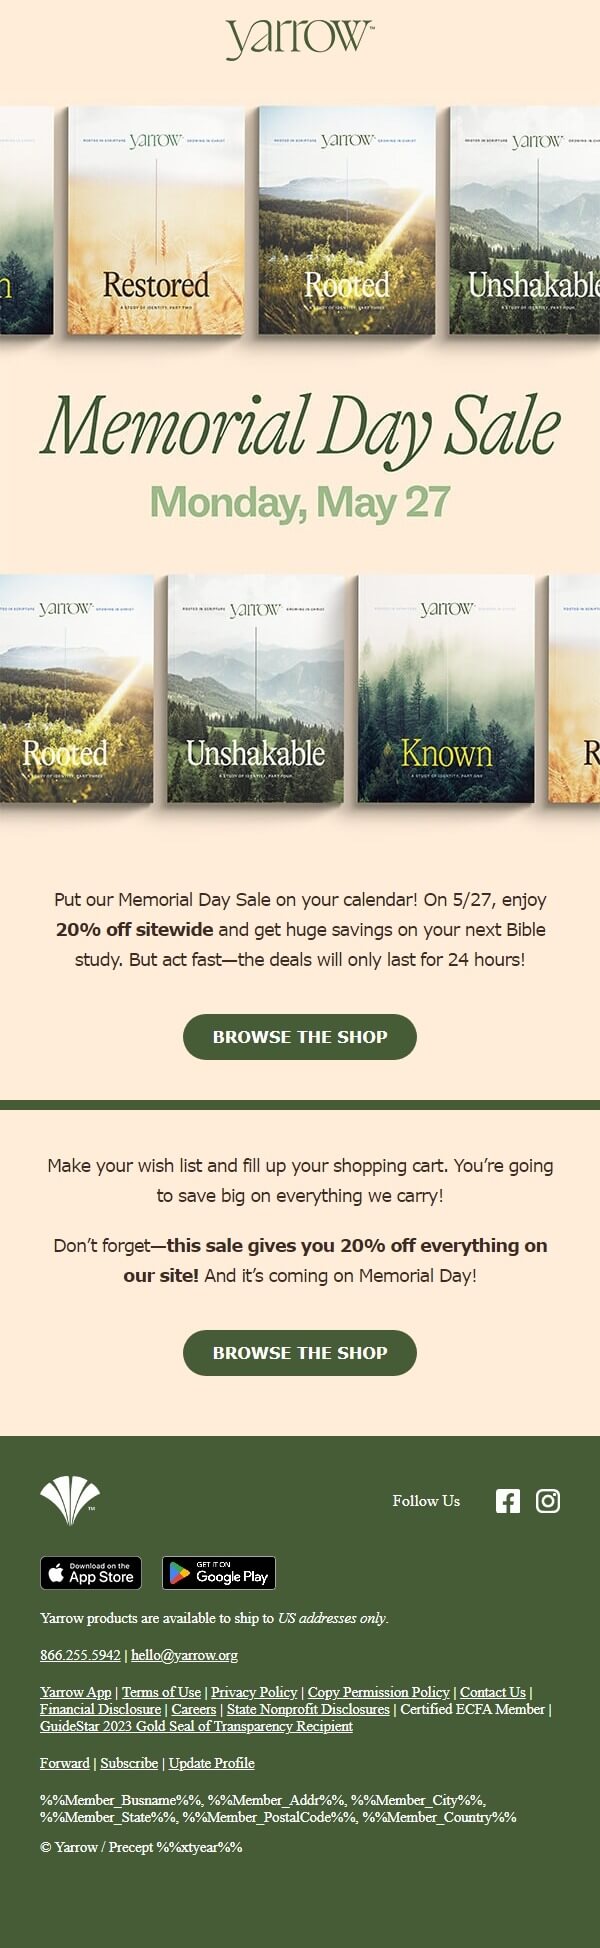 yarrow™
ROOTED IN SCRIPTURE yarrow GROWING IN CHRIST
ROOTED IN SCRIPTURE yarrow GROWING IN CHRIST
ROOTED IN SCRIPTURE yarrow
n
Restored
A STUDY OF IDENTITY, PART TWO
Rooted
A STUDY OF IDENTITY, PART THREE
Unshakable
A STUDY OF IDENTITY, PART FOUR
Memorial Day Sale
Monday, May 27
yarrow GROWING IN CHRIST
ROOTED IN SCRIPTURE yarrow GROWING IN CHRIST
ROOTED IN SCRIPTURE yarrow GROWING IN CHRIST
Rooted
A STUDY OF IDENTITY, PART THREE
Unshakable
A STUDY OF IDENTITY, PART FOUR
Known
A STUDY OF IDENTITY, PART ONE
R
Put our Memorial Day Sale on your calendar! On 5/27, enjoy
20% off sitewide and get huge savings on your next Bible
study. But act fast—the deals will only last for 24 hours!
BROWSE THE SHOP
Make your wish list and fill up your shopping cart. You’re going
to save big on everything we carry!
Don’t forget—this sale gives you 20% off everything on
our site! And it’s coming on Memorial Day!
BROWSE THE SHOP
TM
Follow Us
Download on the
App Store
GET IT ON
Google Play
Yarrow products are available to ship to US addresses only.
866.255.5942 | hello@yarrow.org
Yarrow App | Terms of Use | Privacy Policy | Copy Permission Policy | Contact Us |
Financial Disclosure | Careers | State Nonprofit Disclosures | Certified ECFA Member |
GuideStar 2023 Gold Seal of Transparency Recipient
Forward | Subscribe | Update Profile
%%Member_Busname%%, %%Member_Addr%%, %%Member_City%%,
%%Member_State%%, %%Member_PostalCode%%, %%Member_Country%%
© Yarrow / Precept %%xtyear%%